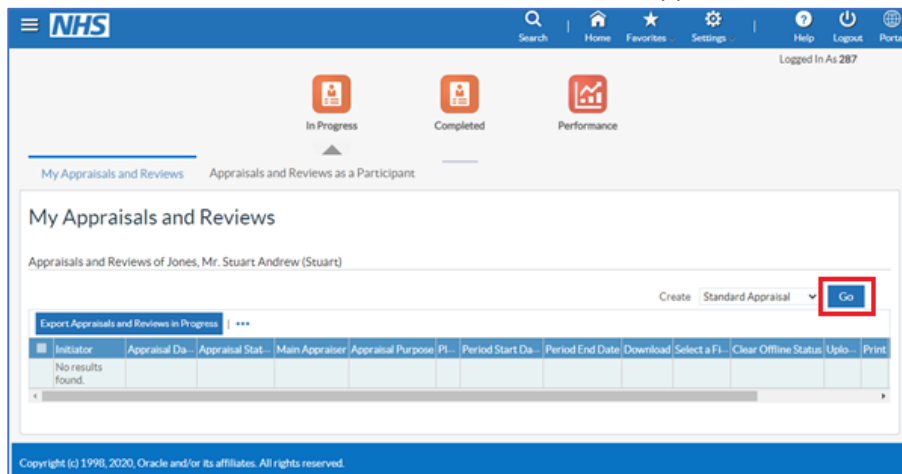 NHS
Search
Home
Favorites
Settings
Help
Logout
Logged In As 287
In Progress
Completed
Performance
My Appraisals and Reviews
Appraisals and Reviews as a Participant
My Appraisals and Reviews
Appraisals and Reviews of Jones, Mr. Stuart Andrew (Stuart)
Create Standard Appraisal Go
Export Appraisals and Reviews in Progress | •••
Initiator Appraisal Da... Appraisal Stat... Main Appraiser Appraisal Purpose Pl... Period Start Da... Period End Date Download Select a Fi... Clear Offline Status Uplo... Print
No results
found.
Copyright (c) 1998, 2020, Oracle and/or its affiliates. All rights reserved.